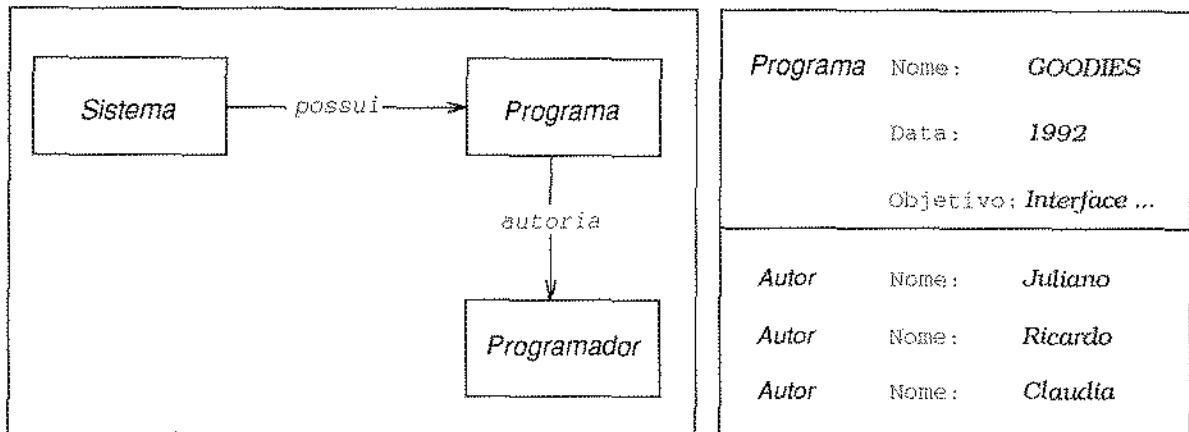 Sistema
possui
Programa
autoria
Programador
Programa Nome: GOODIES
Data: 1992
Objetivo: Interface ...
Autor Nome: Juliano
Autor Nome: Ricardo
Autor Nome: Claudia